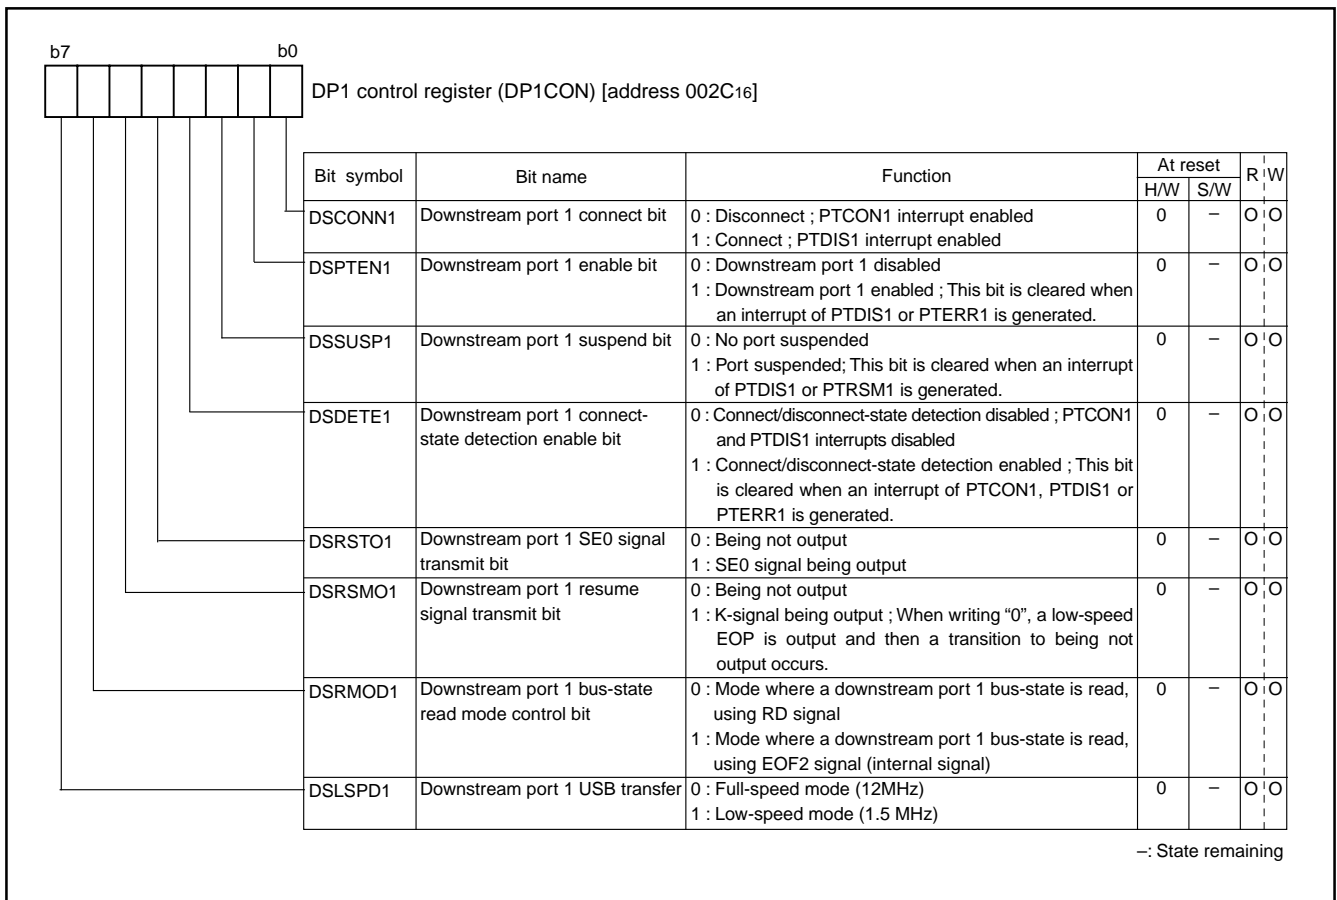 b7 b0
DP1 control register (DP1CON) [address 002C16]
Bit symbol Bit name Function At reset R W
H/W S/W
DSCONN1 Downstream port 1 connect bit 0 : Disconnect ; PTCON1 interrupt enabled 0 – O O
1 : Connect ; PTDIS1 interrupt enabled
DSPTEN1 Downstream port 1 enable bit 0 : Downstream port 1 disabled 0 – O O
1 : Downstream port 1 enabled ; This bit is cleared when
an interrupt of PTDIS1 or PTERR1 is generated.
DSSUSP1 Downstream port 1 suspend bit 0 : No port suspended 0 – O O
1 : Port suspended; This bit is cleared when an interrupt
of PTDIS1 or PTRSM1 is generated.
DSDETE1 Downstream port 1 connect- 0 : Connect/disconnect-state detection disabled ; PTCON1 0 – O O
state detection enable bit and PTDIS1 interrupts disabled
1 : Connect/disconnect-state detection enabled ; This bit
is cleared when an interrupt of PTCON1, PTDIS1 or
PTERR1 is generated.
DSRSTO1 Downstream port 1 SE0 signal 0 : Being not output 0 – O O
transmit bit 1 : SE0 signal being output
DSRSMO1 Downstream port 1 resume 0 : Being not output 0 – O O
signal transmit bit 1 : K-signal being output ; When writing “0”, a low-speed
EOP is output and then a transition to being not
output occurs.
DSRMOD1 Downstream port 1 bus-state 0 : Mode where a downstream port 1 bus-state is read, 0 – O O
read mode control bit using RD signal
1 : Mode where a downstream port 1 bus-state is read,
using EOF2 signal (internal signal)
DSLSPD1 Downstream port 1 USB transfer 0 : Full-speed mode (12MHz) 0 – O O
1 : Low-speed mode (1.5 MHz)
–: State remaining